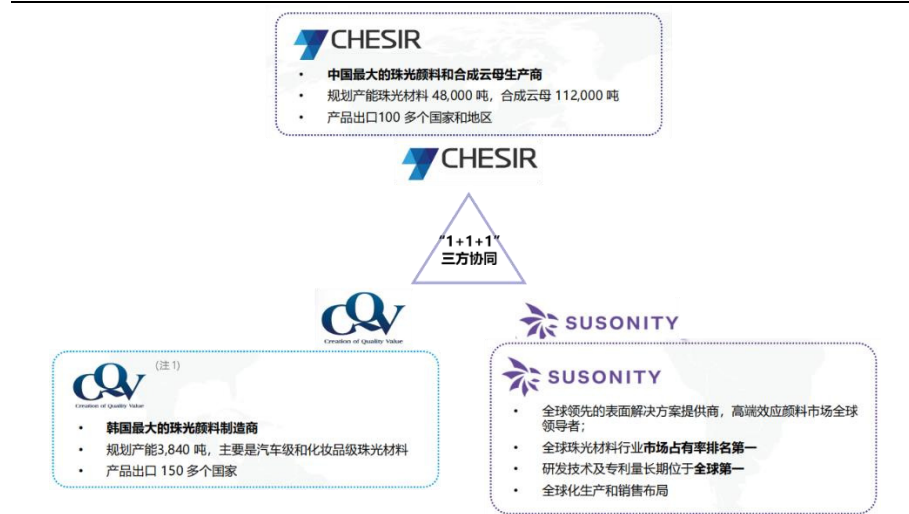 CHESIR
• 中国最大的珠光颜料和合成云母生产商
• 规划产能珠光材料 48,000 吨，合成云母 112,000 吨
• 产品出口100 多个国家和地区
CHESIR
“1+1+1”
三方协同
CQV
Creation of Quality Value
SUSONITY
CQV
Creation of Quality Value
(注 1)
• 韩国最大的珠光颜料制造商
• 规划产能3,840 吨，主要是汽车级和化妆品级珠光材料
• 产品出口 150 多个国家
SUSONITY
• 全球领先的表面解决方案提供商，高端效应颜料市场全球
领导者；
• 全球珠光材料行业市场占有率排名第一
• 研发技术及专利量长期位于全球第一
• 全球化生产和销售布局